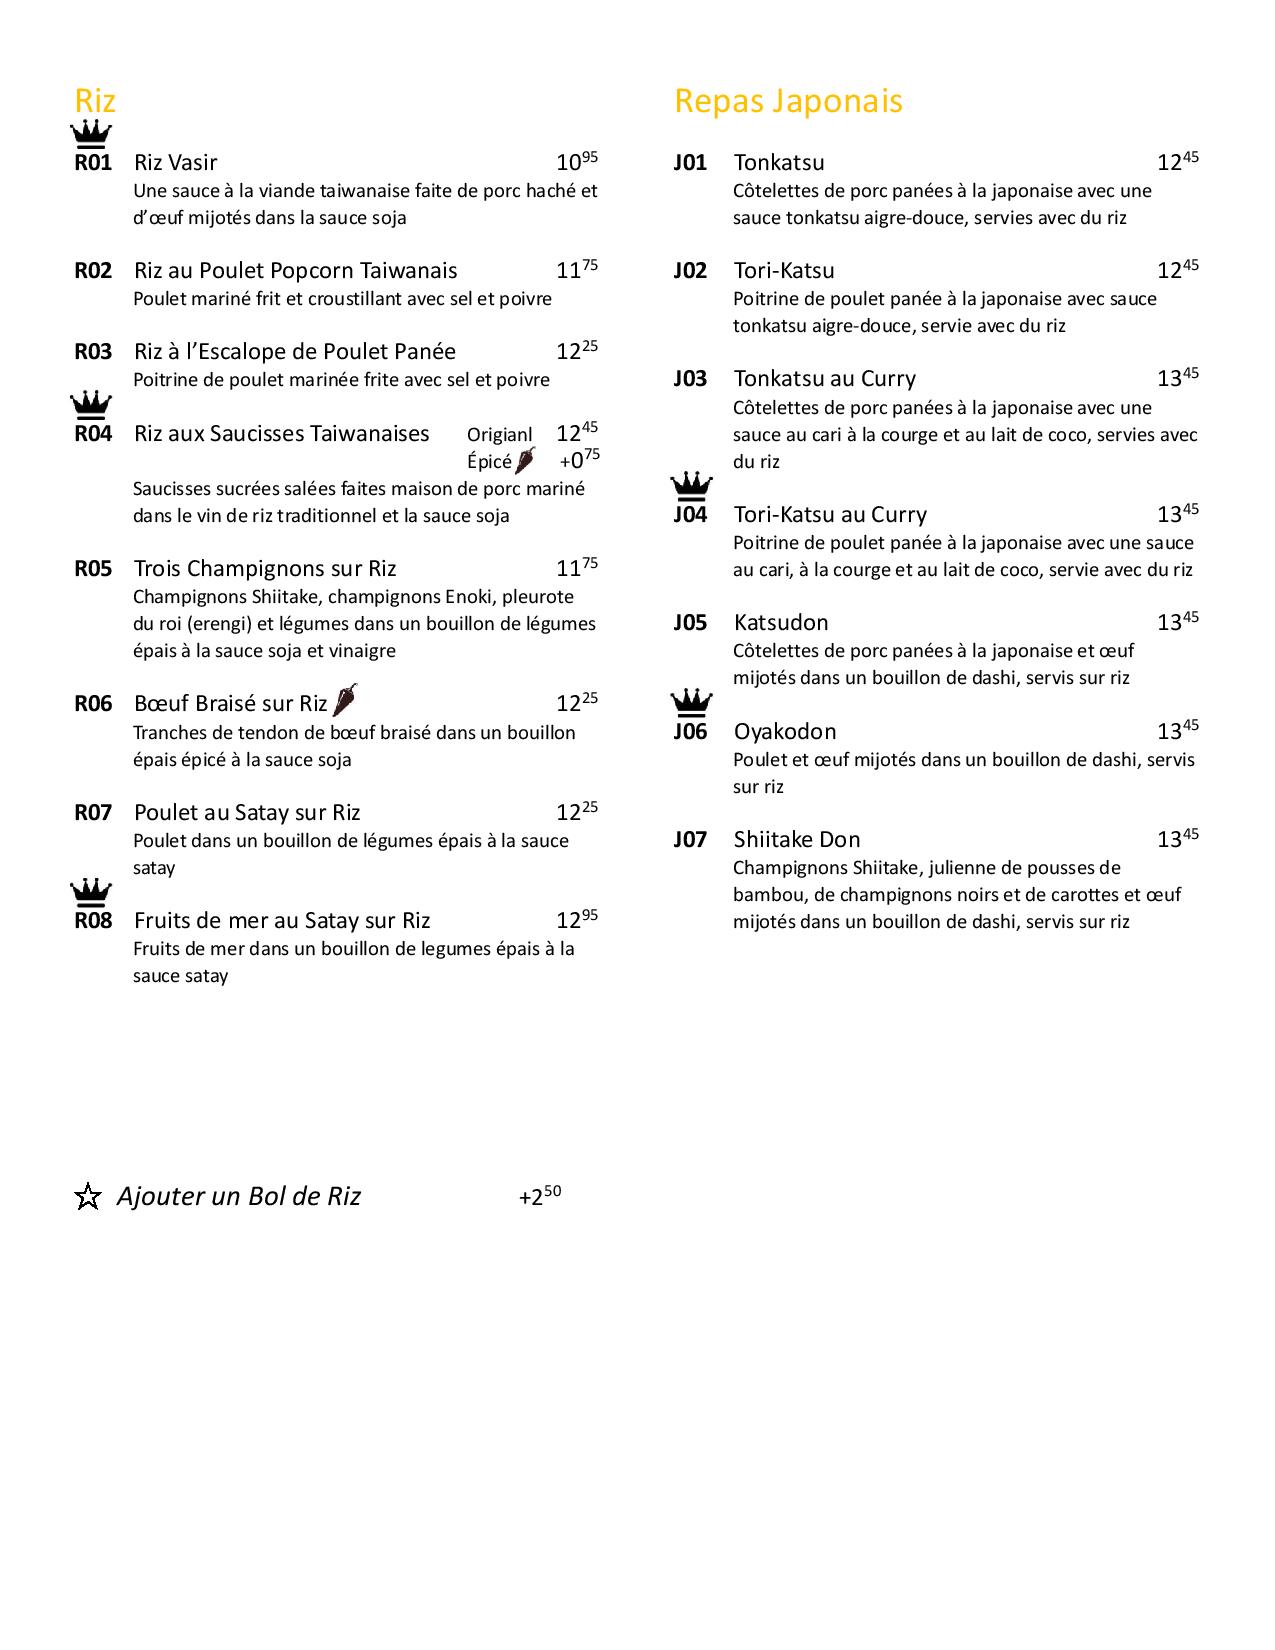 Riz
R01 Riz Vasir 10.95
Une sauce à la viande taiwanaise faite de porc haché et
d’œuf mijotés dans la sauce soja
R02 Riz au Poulet Popcorn Taiwanais 11.75
Poulet mariné frit et croustillant avec sel et poivre
R03 Riz à l’Escalope de Poulet Panée 12.25
Poitrine de poulet marinée frite avec sel et poivre
R04 Riz aux Saucisses Taiwanaises Origianl 12.45
Épicé +0.75
Saucisses sucrées salées faites maison de porc mariné
dans le vin de riz traditionnel et la sauce soja
R05 Trois Champignons sur Riz 11.75
Champignons Shiitake, champignons Enoki, pleurote
du roi (erengi) et légumes dans un bouillon de légumes
épais à la sauce soja et vinaigre
R06 Bœuf Braisé sur Riz 12.25
Tranches de tendon de bœuf braisé dans un bouillon
épais épicé à la sauce soja
R07 Poulet au Satay sur Riz 12.25
Poulet dans un bouillon de légumes épais à la sauce
satay
R08 Fruits de mer au Satay sur Riz 12.95
Fruits de mer dans un bouillon de legumes épais à la
sauce satay
Ajouter un Bol de Riz +2.50
Repas Japonais
J01 Tonkatsu 12.45
Côtelettes de porc panées à la japonaise avec une
sauce tonkatsu aigre-douce, servies avec du riz
J02 Tori-Katsu 12.45
Poitrine de poulet panée à la japonaise avec sauce
tonkatsu aigre-douce, servie avec du riz
J03 Tonkatsu au Curry 13.45
Côtelettes de porc panées à la japonaise avec une
sauce au cari à la courge et au lait de coco, servies avec
du riz
J04 Tori-Katsu au Curry 13.45
Poitrine de poulet panée à la japonaise avec une sauce
au cari, à la courge et au lait de coco, servie avec du riz
J05 Katsudon 13.45
Côtelettes de porc panées à la japonaise et œuf
mijotés dans un bouillon de dashi, servis sur riz
J06 Oyakodon 13.45
Poulet et œuf mijotés dans un bouillon de dashi, servis
sur riz
J07 Shiitake Don 13.45
Champignons Shiitake, julienne de pousses de
bambou, de champignons noirs et de carottes et œuf
mijotés dans un bouillon de dashi, servis sur riz